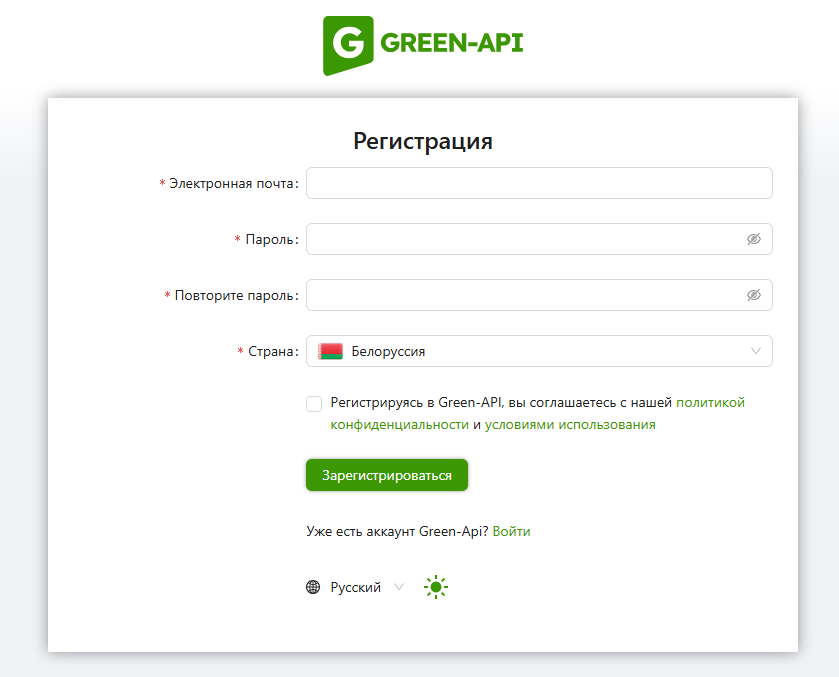 G GREEN-API
Регистрация
* Электронная почта:
* Пароль:
* Повторите пароль:
* Страна: Белоруссия
Регистрируясь в Green-API, вы соглашаетесь с нашей политикой
конфиденциальности и условиями использования
Зарегистрироваться
Уже есть аккаунт Green-Api? Войти
Русский